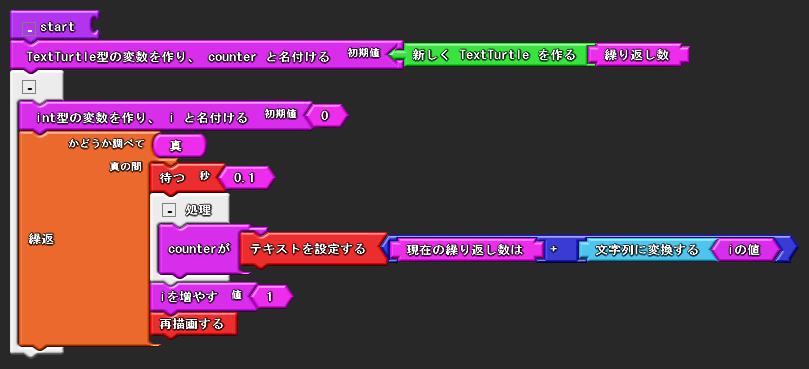 - start
TextTurtle型の変数を作り、 counter と名付ける 初期値 新しく TextTurtle を作る 繰り返し数
-
int型の変数を作り、 i と名付ける 初期値 0
かどうか調べて 真
真の間
待つ 秒 0.1
- 処理
繰返
counterが テキストを設定する 現在の繰り返し数は + 文字列に変換する iの値
iを増やす 値 1
再描画する